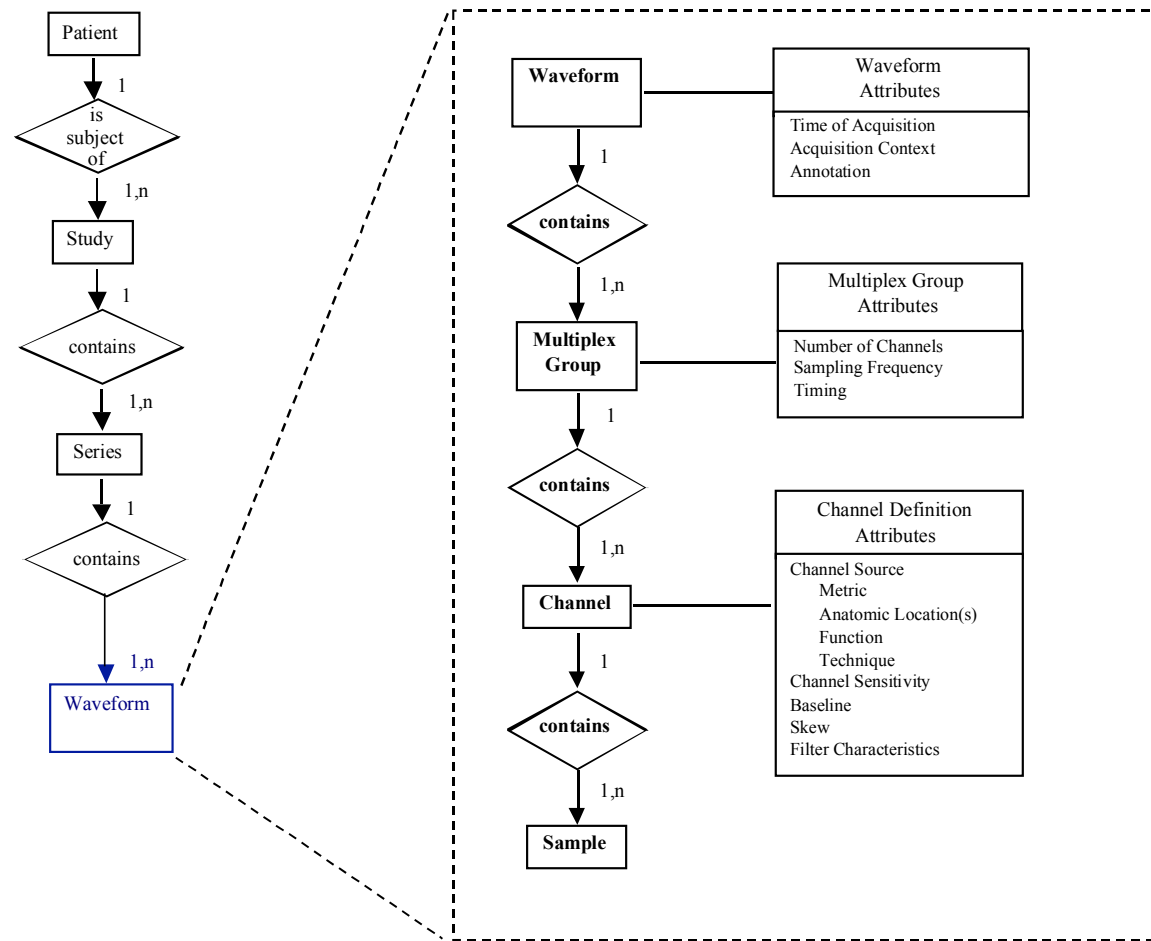 Patient
1
is
subject
of
1,n
Study
1
contains
1,n
Series
1
contains
1,n
Waveform
Waveform
1
contains
1,n
Multiplex
Group
1
contains
1,n
Channel
1
contains
1,n
Sample
Waveform
Attributes
Time of Acquisition
Acquisition Context
Annotation
Multiplex Group
Attributes
Number of Channels
Sampling Frequency
Timing
Channel Definition
Attributes
Channel Source
Metric
Anatomic Location(s)
Function
Technique
Channel Sensitivity
Baseline
Skew
Filter Characteristics